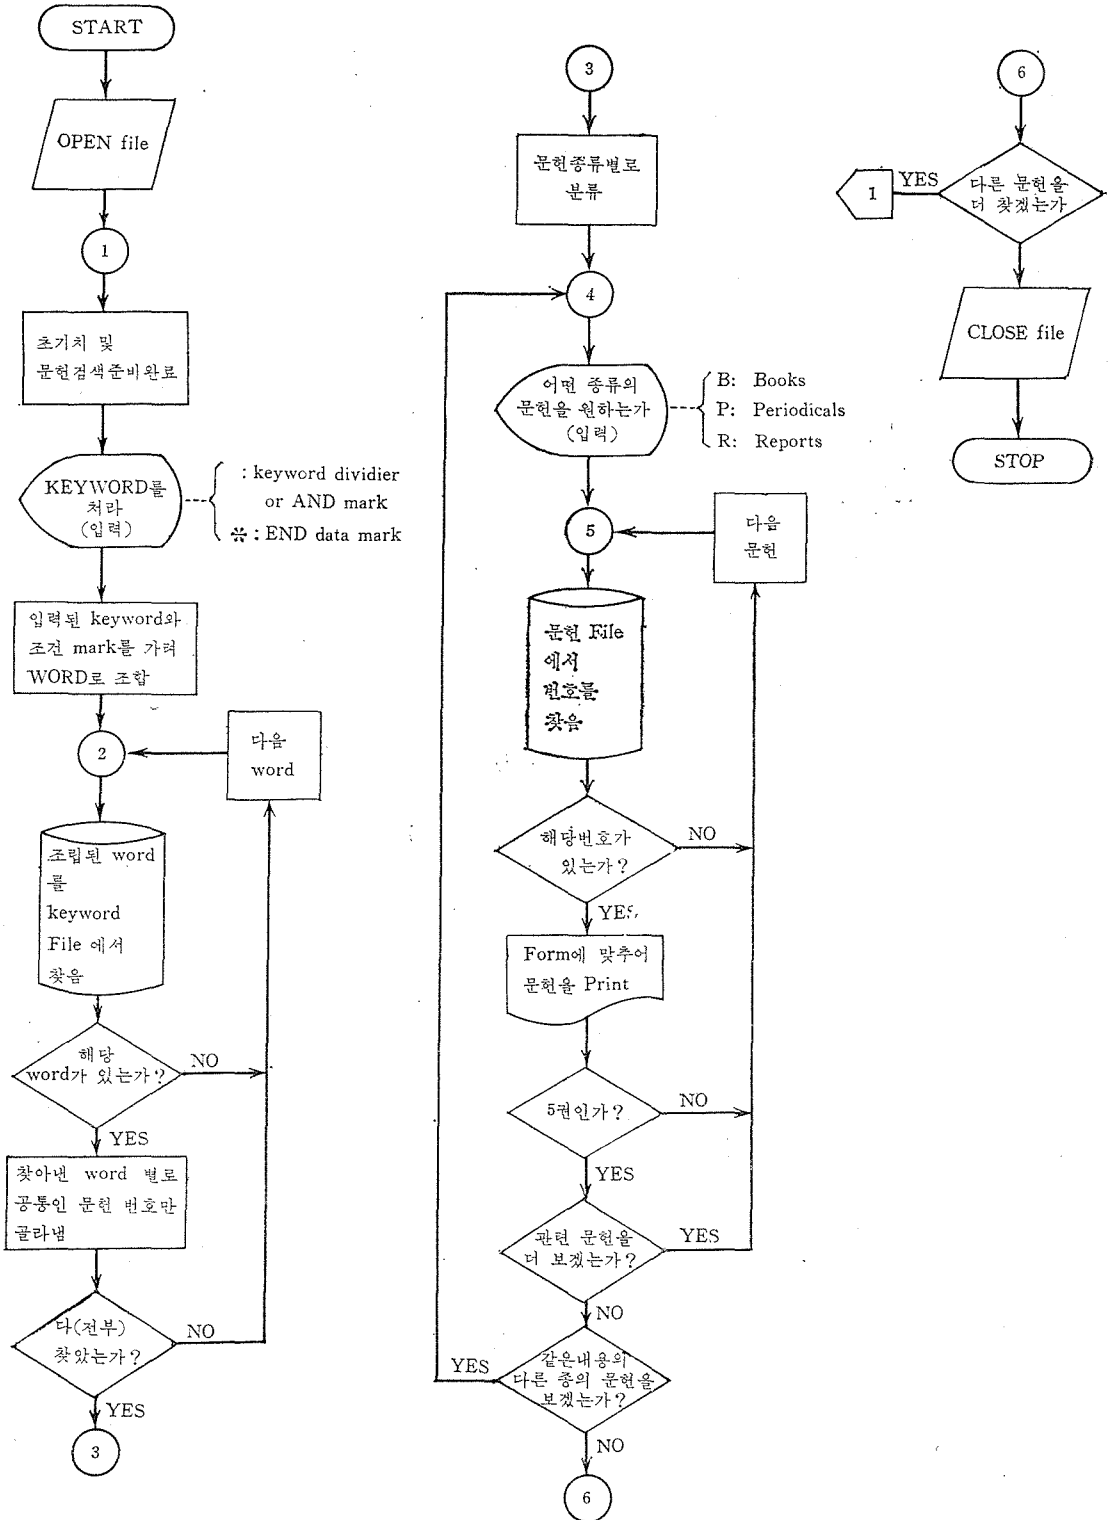 START
OPEN file
1
초기치 및
문헌검색준비완료
KEYWORD를
처라
(입력)
: keyword dividier
or AND mark
※ : END data mark
입력된 keyword와
조건 mark를 가려
WORD로 조합
2
다음
word
조립된 word
를
keyword
File 에서
찾음
해당
word가 있는가?
NO
YES
찾아낸 word 별로
공통인 문헌 번호만
골라냄
다(전부)
찾았는가?
NO
YES
3
3
문헌종류별로
분류
4
어떤 종류의
문헌을 원하는가
(입력)
B: Books
P: Periodicals
R: Reports
5
다음
문헌
문헌 File
에서
번호를
찾음
해당번호가
있는가?
NO
YES
Form에 맞추어
문헌을 Print
5권인가?
NO
YES
관련 문헌을
더 보겠는가?
YES
NO
같은내용의
다른 종의 문헌을
보겠는가?
YES
NO
6
6
다른 문헌을
더 찾겠는가
YES
1
CLOSE file
STOP